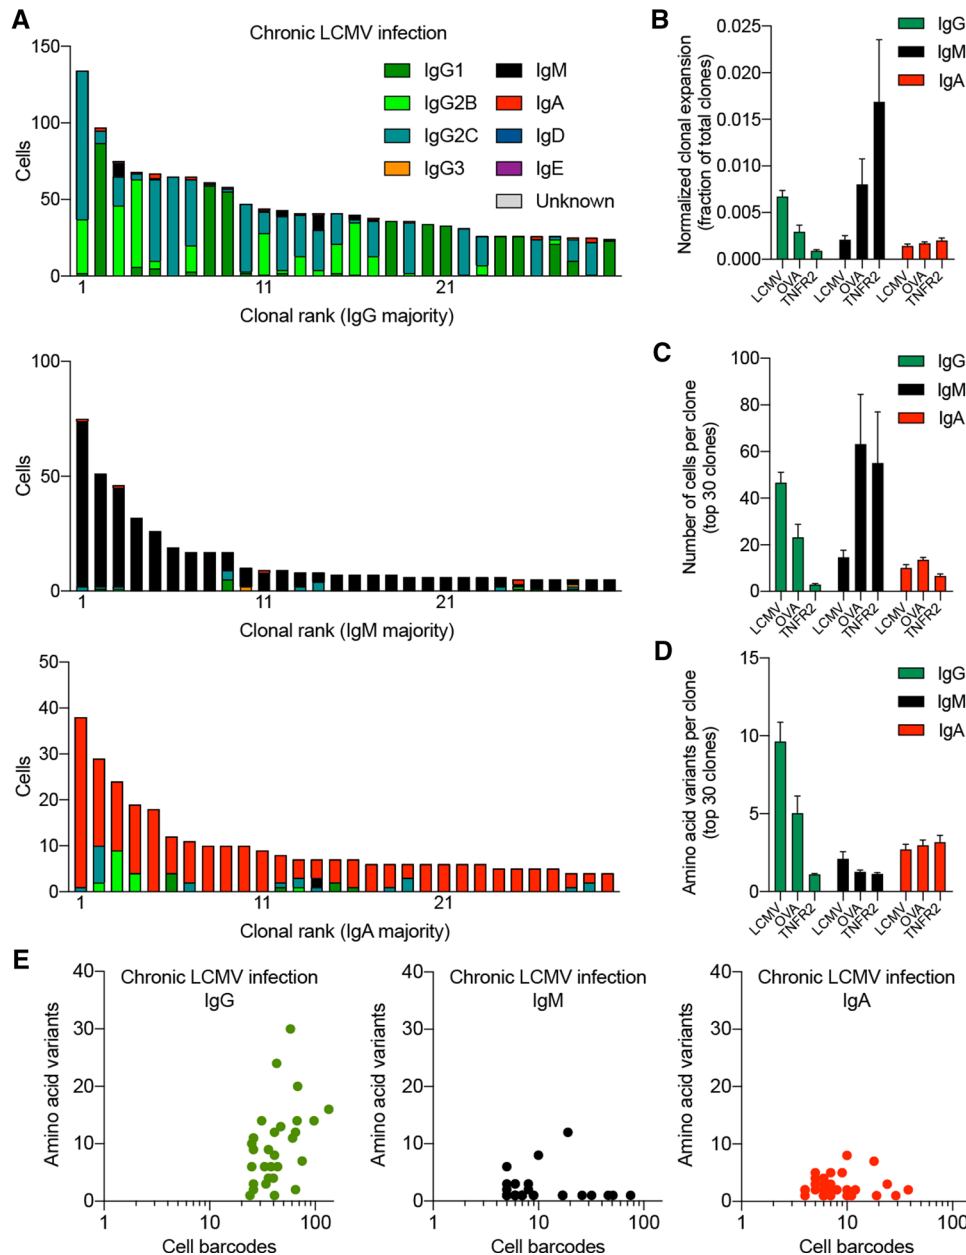 A
Chronic LCMV infection
IgG1
IgG2B
IgG2C
IgG3
IgM
IgA
IgD
IgE
Unknown
150
100
50
0
Cells
1
11
21
Clonal rank (IgG majority)
100
50
0
Cells
1
11
21
Clonal rank (IgM majority)
50
40
30
20
10
0
Cells
1
11
21
Clonal rank (IgA majority)
B
IgG
IgM
IgA
0.025
0.020
0.015
0.010
0.005
0.000
Normalized clonal expansion
(fraction of total clones)
LCMV
OVA
TNFR2
LCMV
OVA
TNFR2
LCMV
OVA
TNFR2
C
IgG
IgM
IgA
100
80
60
40
20
0
Number of cells per clone
(top 30 clones)
LCMV
OVA
TNFR2
LCMV
OVA
TNFR2
LCMV
OVA
TNFR2
D
IgG
IgM
IgA
15
10
5
0
Amino acid variants per clone
(top 30 clones)
LCMV
OVA
TNFR2
LCMV
OVA
TNFR2
LCMV
OVA
TNFR2
E
Chronic LCMV infection
IgG
40
30
20
10
0
Amino acid variants
1
10
100
Cell barcodes
Chronic LCMV infection
IgM
40
30
20
10
0
Amino acid variants
1
10
100
Cell barcodes
Chronic LCMV infection
IgA
40
30
20
10
0
Amino acid variants
1
10
100
Cell barcodes